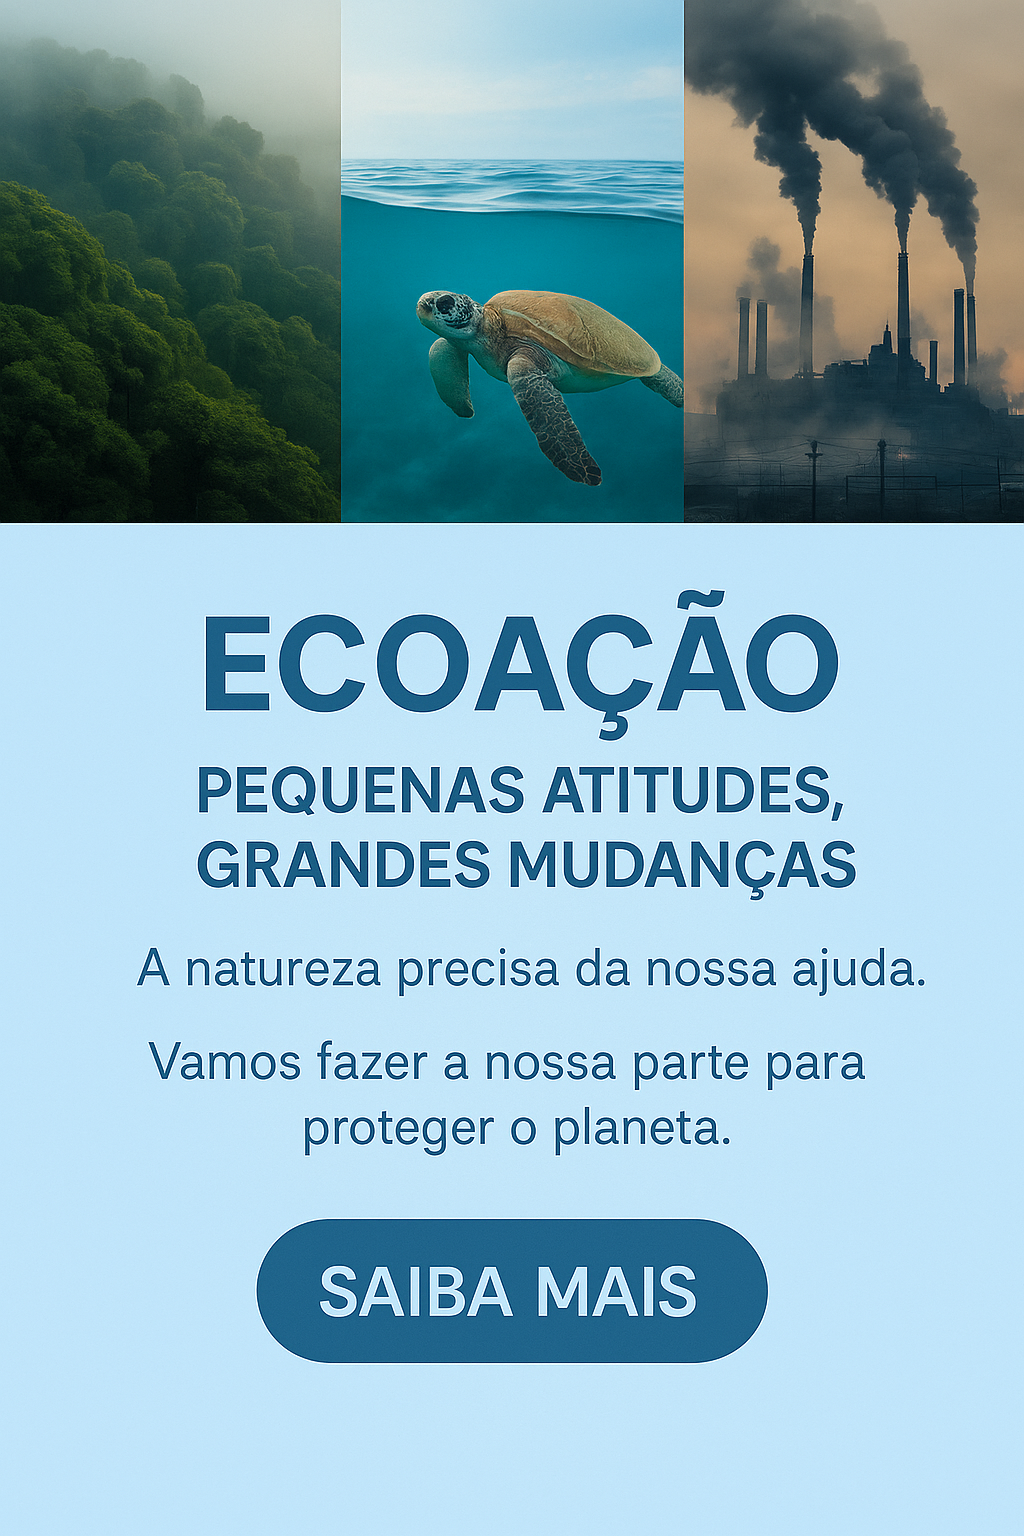 ECOAÇÃO
PEQUENAS ATITUDES,
GRANDES MUDANÇAS
A natureza precisa da nossa ajuda.
Vamos fazer a nossa parte para
proteger o planeta.
SAIBA MAIS